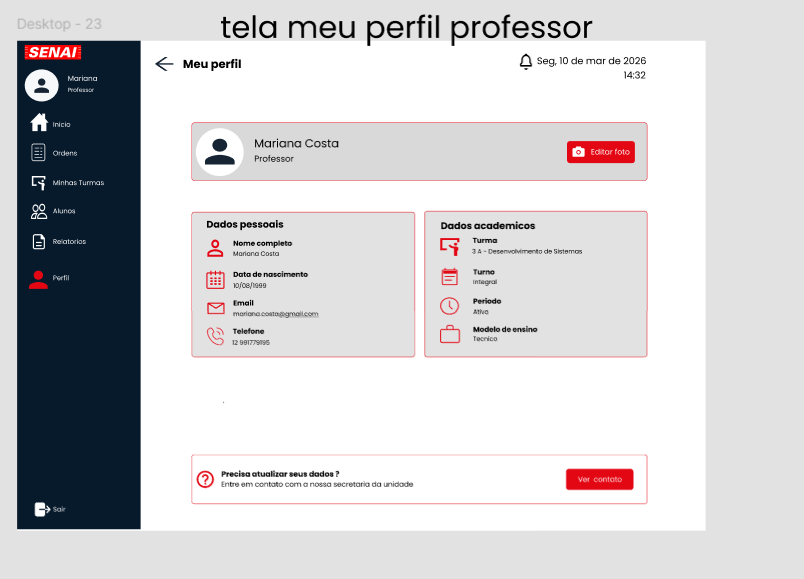 Desktop - 23
tela meu perfil professor
SENAI
Mariana
Professor
Inicio
Ordens
Minhas Turmas
Alunos
Relatorios
Perfil
Sair
Meu perfil
Seg, 10 de mar de 2026
14:32
Mariana Costa
Professor
Editar foto
Dados pessoais
Nome completo
Mariana Costa
Data de nascimento
10/08/1999
Email
mariana.costa@gmail.com
Telefone
12 991779195
Dados academicos
Turma
3 A - Desenvolvimento de Sistemas
Turno
Integral
Periodo
Ativa
Modelo de ensino
Tecnico
Precisa atualizar seus dados ?
Entre em contato com a nossa secretaria da unidade
Ver contato